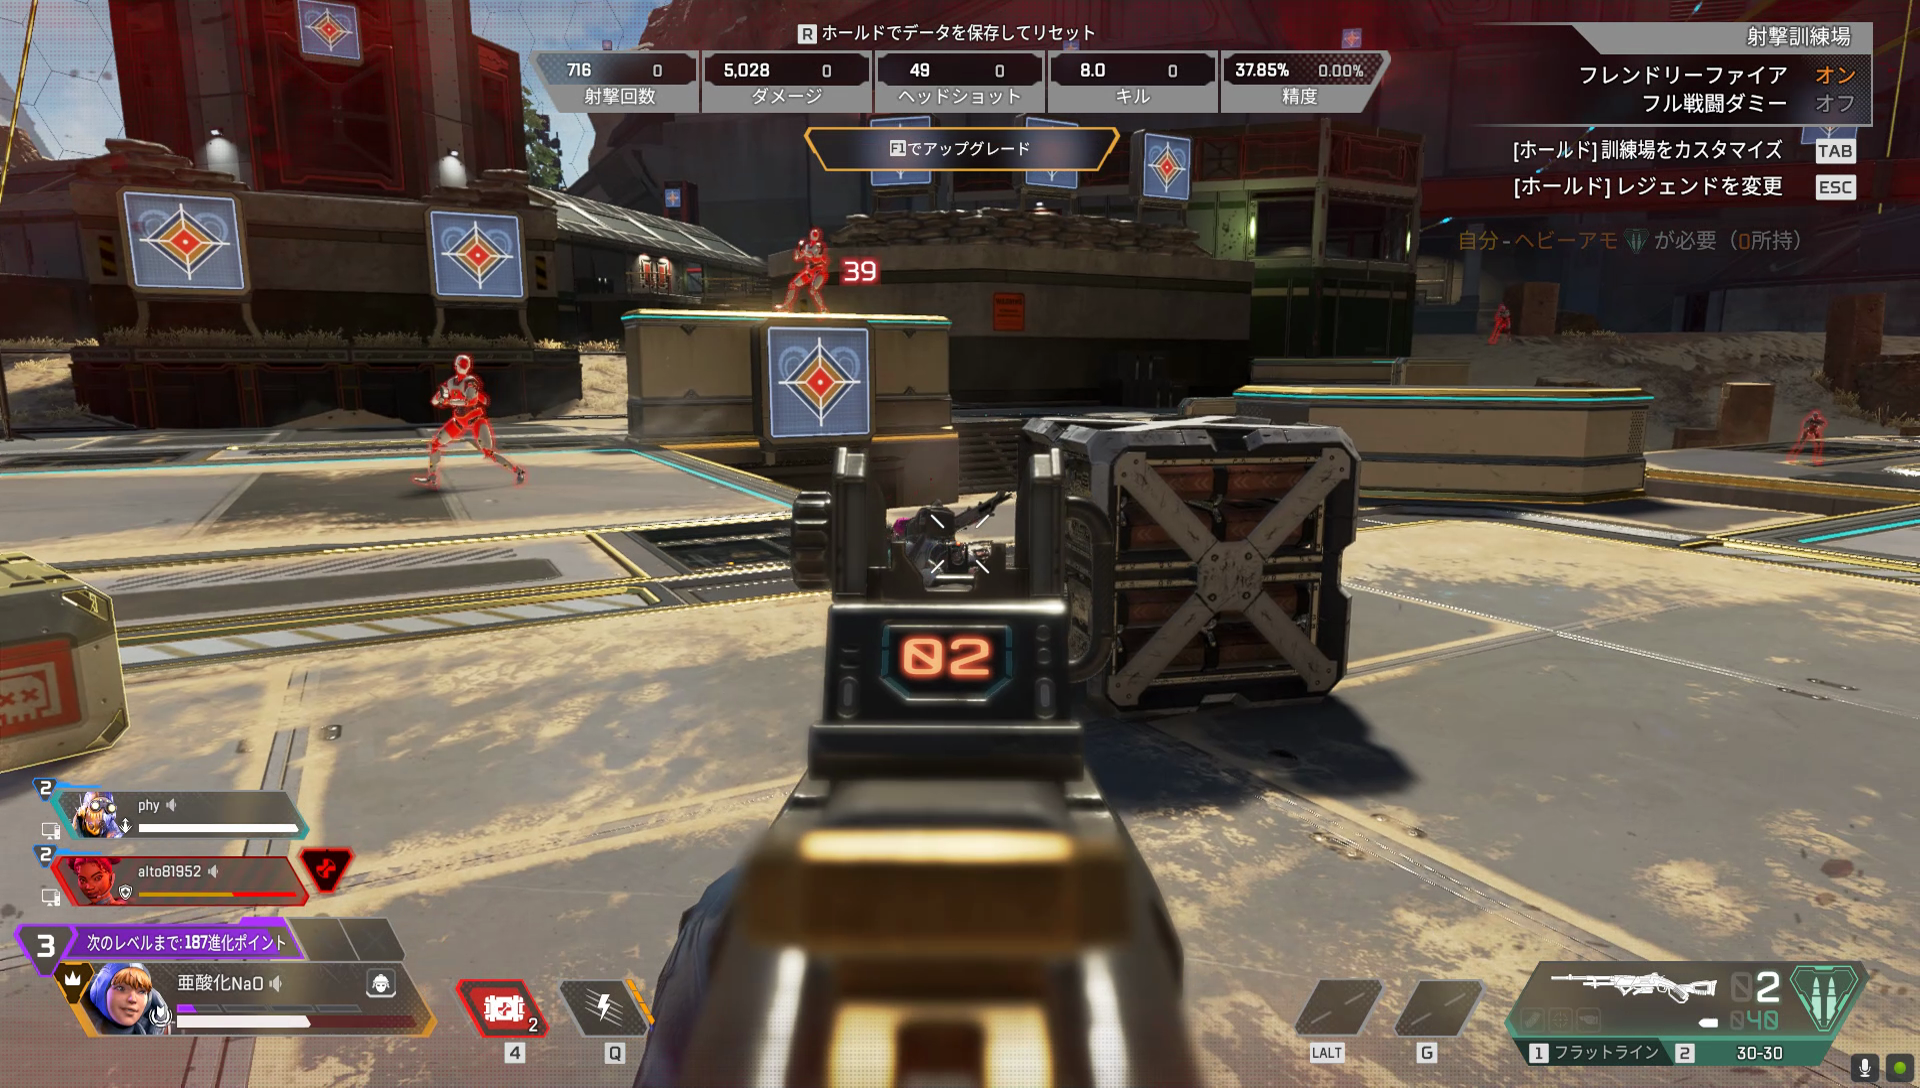 R ホールドでデータを保存してリセット
716 0
射撃回数
5,028 0
ダメージ
49 0
ヘッドショット
8.0 0
キル
37.85% 0.00%
精度
F1でアップグレード
射撃訓練場
フレンドリーファイア オン
フル戦闘ダミー オフ
[ホールド]訓練場をカスタマイズ TAB
[ホールド]レジェンドを変更 ESC
自分-ヘビーアモ が必要（0所持）
39
02
2
phy
2
alto81952
3
次のレベルまで:187進化ポイント
亜酸化NaO
2
4
Q
LALT
G
02
040
1 フラットライン 2 30-30